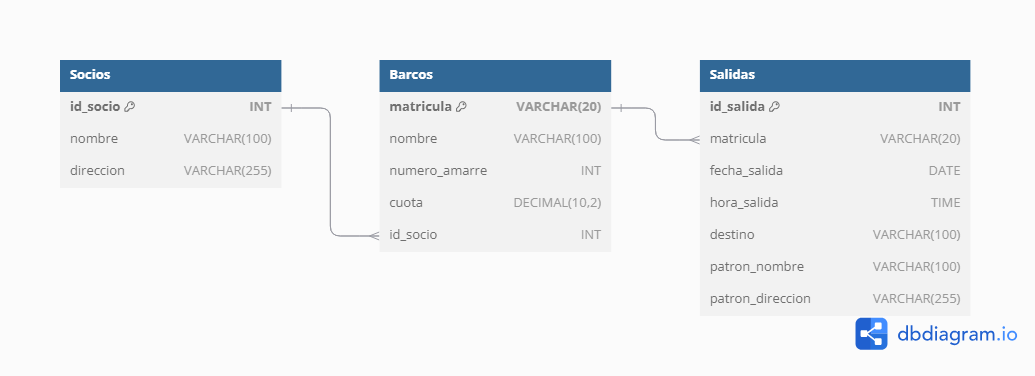 Socios
id_socio INT
nombre VARCHAR(100)
direccion VARCHAR(255)
Barcos
matricula VARCHAR(20)
nombre VARCHAR(100)
numero_amarre INT
cuota DECIMAL(10,2)
id_socio INT
Salidas
id_salida INT
matricula VARCHAR(20)
fecha_salida DATE
hora_salida TIME
destino VARCHAR(100)
patron_nombre VARCHAR(100)
patron_direccion VARCHAR(255)
dbdiagram.io